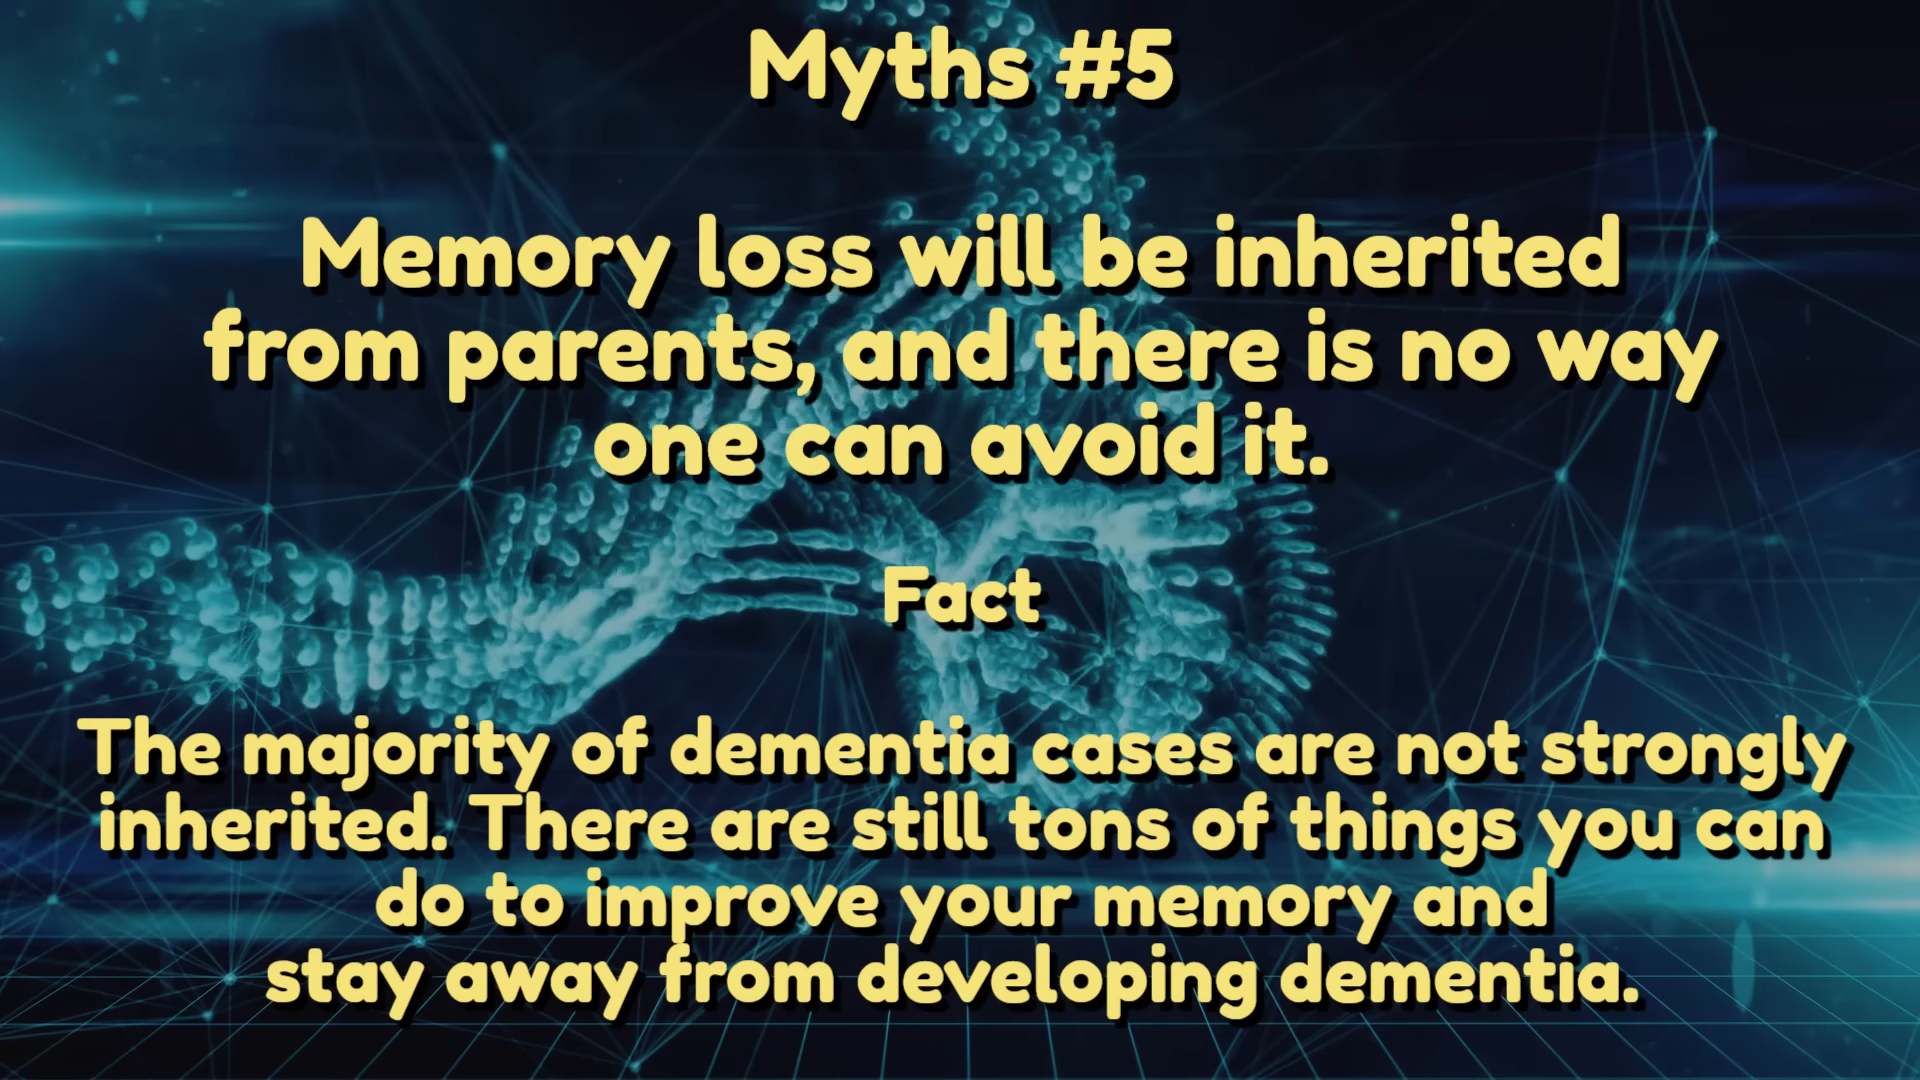 Myths #5
Memory loss will be inherited
from parents, and there is no way
one can avoid it.
Fact
The majority of dementia cases are not strongly
inherited. There are still tons of things you can
do to improve your memory and
stay away from developing dementia.